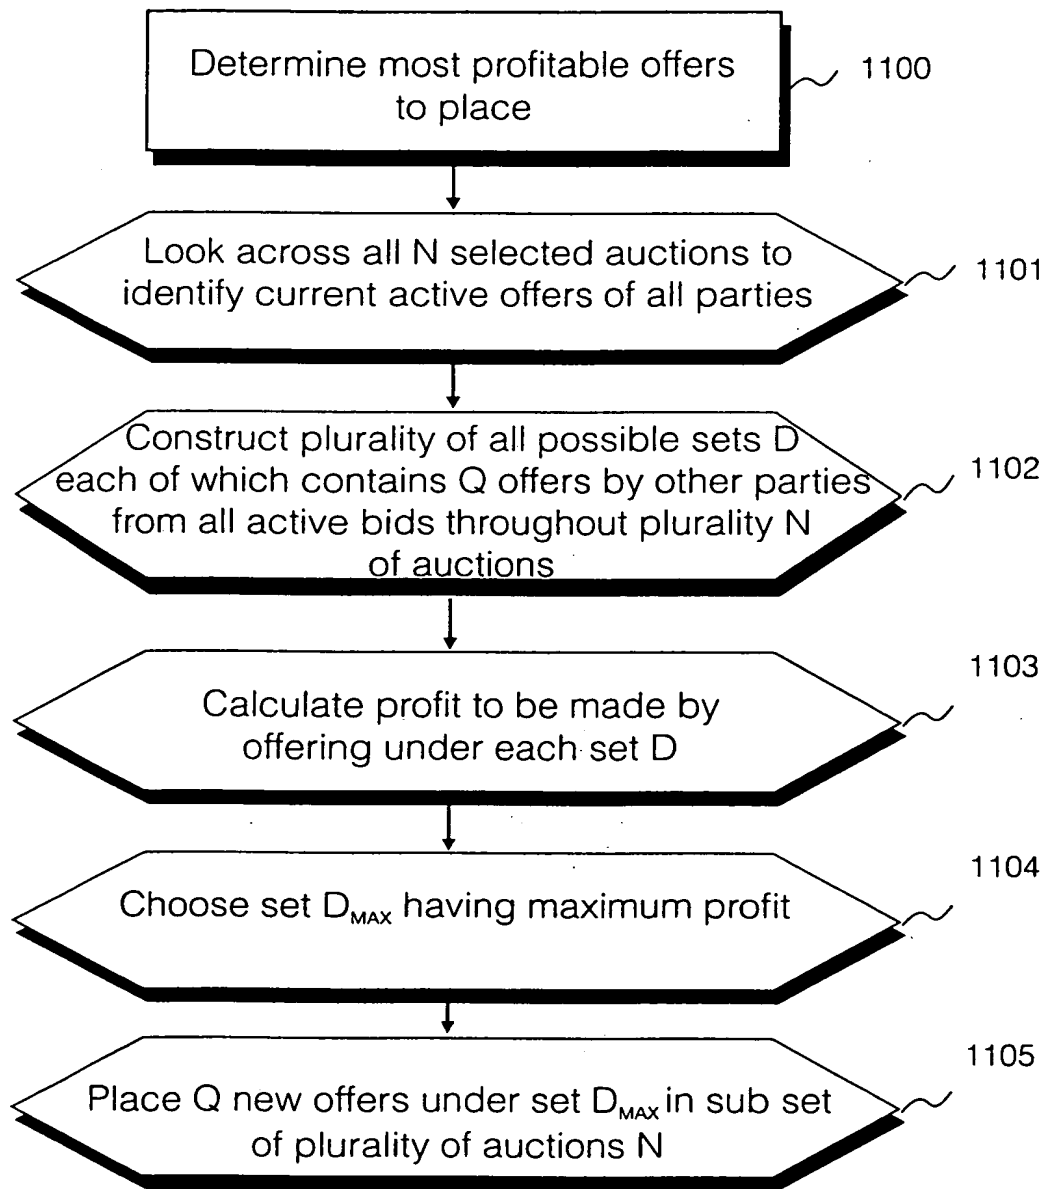 Determine most profitable offers
to place
1100
Look across all N selected auctions to
identify current active offers of all parties
1101
Construct plurality of all possible sets D
each of which contains Q offers by other parties
from all active bids throughout plurality N
of auctions
1102
Calculate profit to be made by
offering under each set D
1103
Choose set D_MAX having maximum profit
1104
Place Q new offers under set D_MAX in sub set
of plurality of auctions N
1105